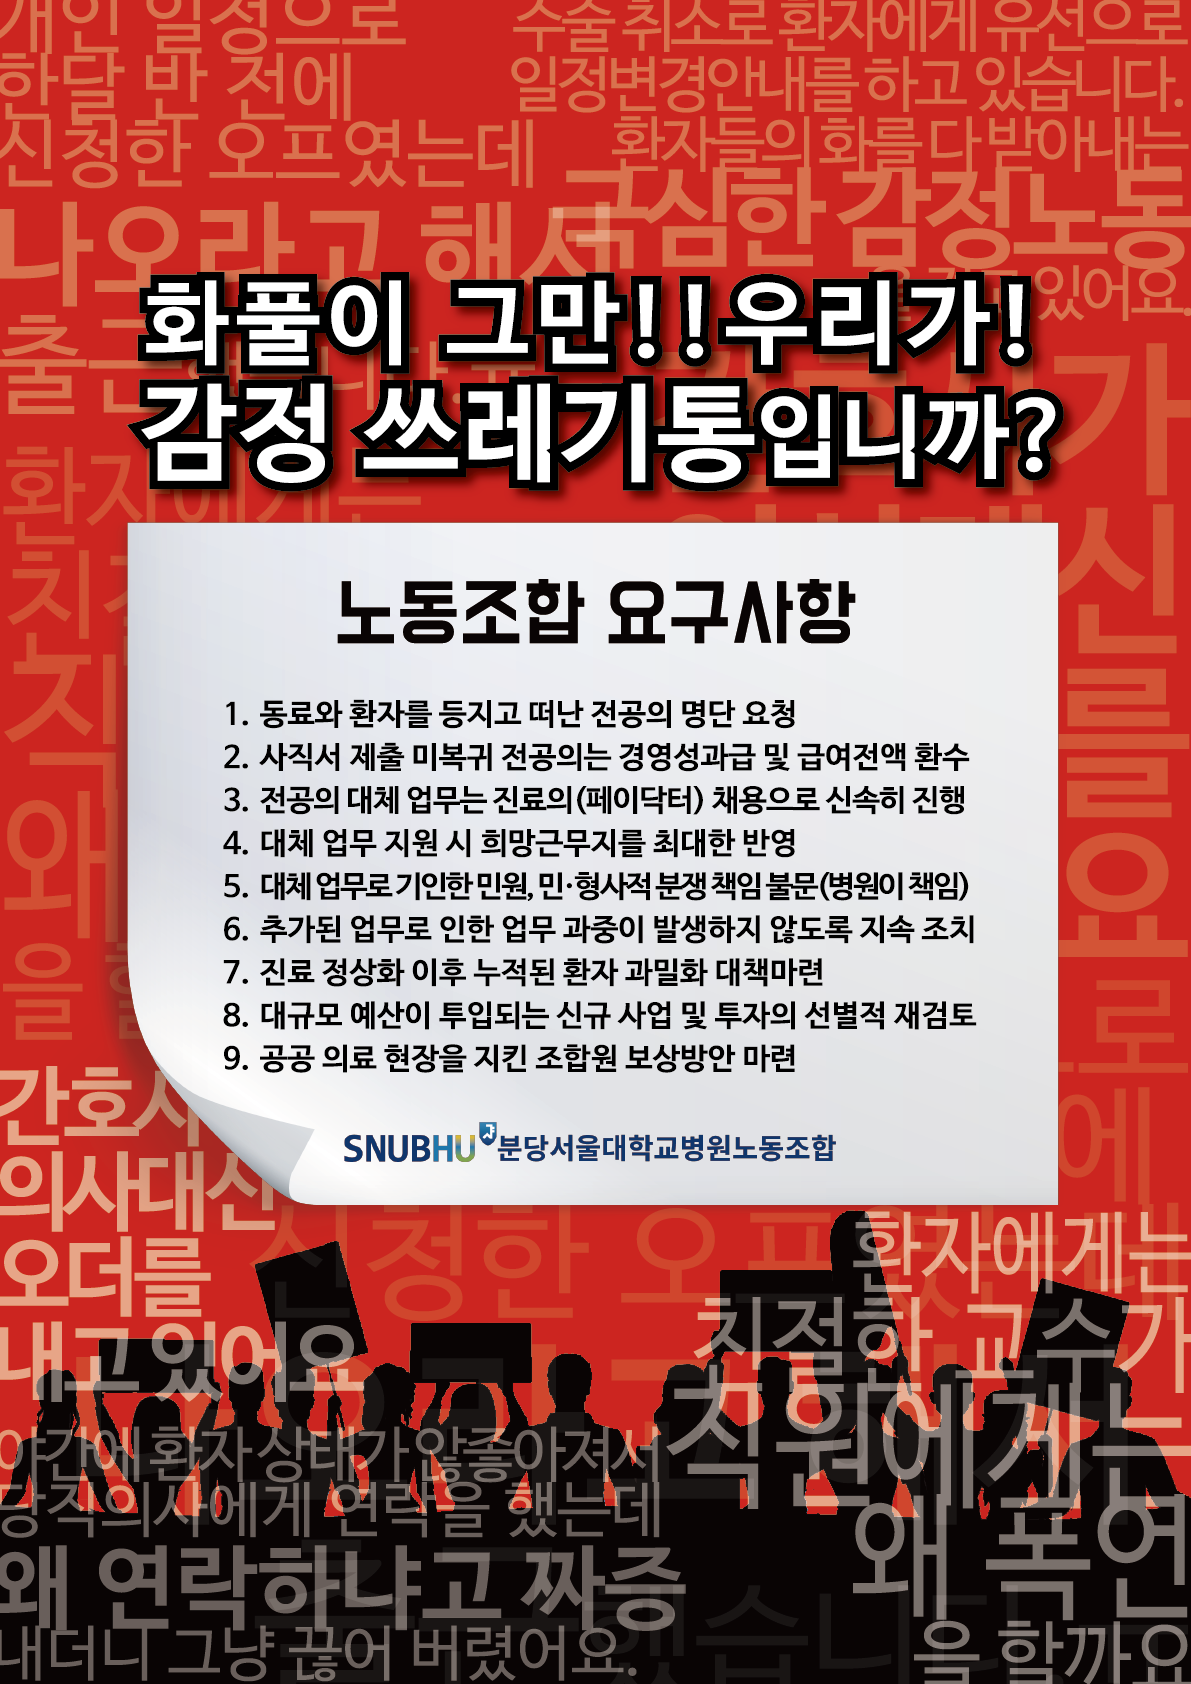 개인 일정으로
한달 반 전에
신청한 오프였는데
나오라고 해서
수술 취소로 환자에게 유선으로
일정변경안내를 하고 있습니다.
환자들의 화를 다 받아내는
극심한 감정노동
있어요.
화풀이 그만!!우리가!
감정 쓰레기통입니까?
노동조합 요구사항
1. 동료와 환자를 등지고 떠난 전공의 명단 요청
2. 사직서 제출 미복귀 전공의는 경영성과급 및 급여전액 환수
3. 전공의 대체 업무는 진료의(페이닥터) 채용으로 신속히 진행
4. 대체 업무 지원 시 희망근무지를 최대한 반영
5. 대체 업무로 기인한 민원, 민·형사적 분쟁 책임 불문(병원이 책임)
6. 추가된 업무로 인한 업무 과중이 발생하지 않도록 지속 조치
7. 진료 정상화 이후 누적된 환자 과밀화 대책마련
8. 대규모 예산이 투입되는 신규 사업 및 투자의 선별적 재검토
9. 공공 의료 현장을 지킨 조합원 보상방안 마련
SNUBHU 분당서울대학교병원노동조합
간호사
의사대신
오더를
내고 있어요
신청한 오프였는데
환자에게는
친절한 교수가
직원에게는
왜 폭언
을 할까요
야간에 환자 상태가 않좋아져서
당직의사에게 연락을 했는데
왜 연락하냐고 짜증
내더니 그냥 끊어 버렸어요.